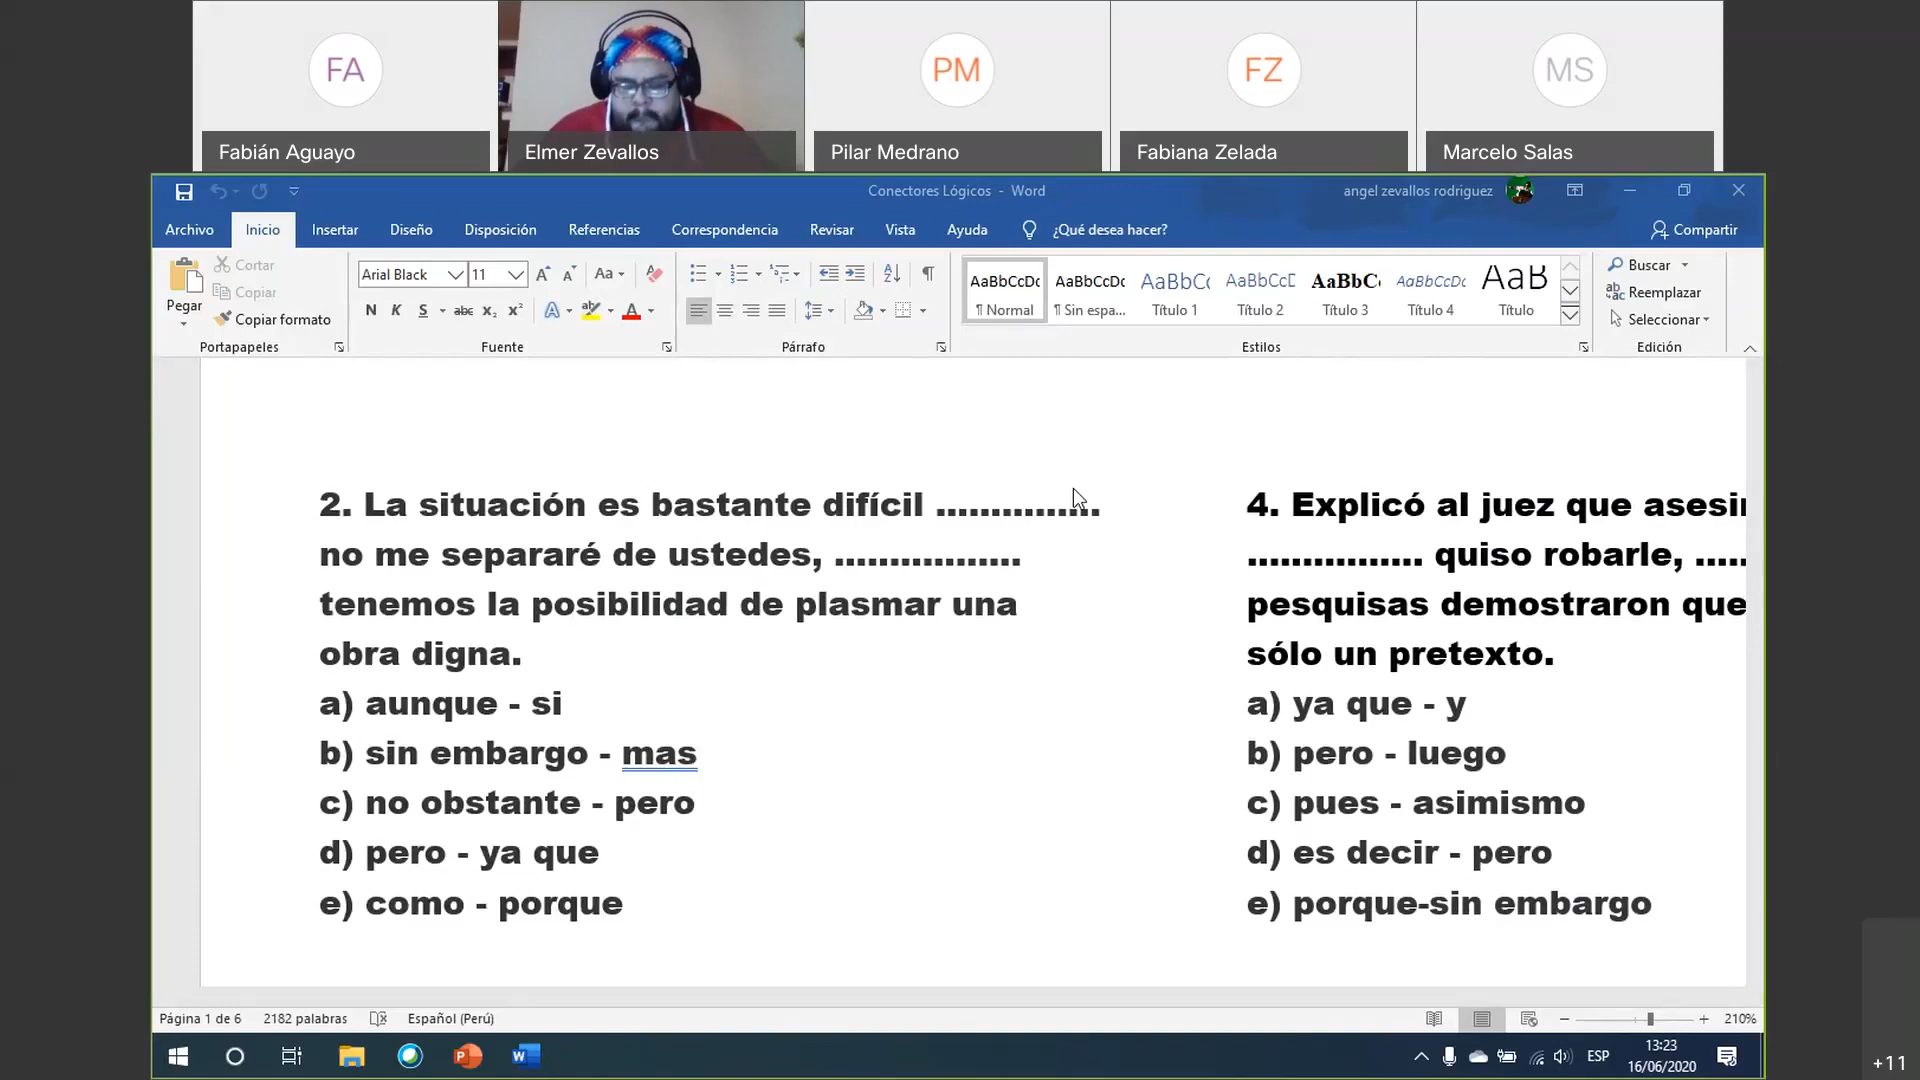 FA
PM
FZ
MS
Fabián Aguayo
Elmer Zevallos
Pilar Medrano
Fabiana Zelada
Marcelo Salas
Conectores Lógicos - Word
angel zevallos rodriguez
Archivo
Inicio
Insertar
Diseño
Disposición
Referencias
Correspondencia
Revisar
Vista
Ayuda
¿Qué desea hacer?
Compartir
Pegar
Cortar
Copiar
Copiar formato
Portapapeles
Arial Black
11
Aa
N K S abc x₂ x²
Fuente
Párrafo
AaBbCcDc
¶ Normal
AaBbCcDc
¶ Sin espa...
AaBbCc
Título 1
AaBbCcE
Título 2
AaBbC
Título 3
AaBbCcDc
Título 4
AaB
Título
Estilos
Buscar
Reemplazar
Seleccionar
Edición
2. La situación es bastante difícil ...............
no me separaré de ustedes, .................
tenemos la posibilidad de plasmar una
obra digna.
a) aunque - si
b) sin embargo - mas
c) no obstante - pero
d) pero - ya que
e) como - porque
4. Explicó al juez que asesi
................ quiso robarle, .....
pesquisas demostraron que
sólo un pretexto.
a) ya que - y
b) pero - luego
c) pues - asimismo
d) es decir - pero
e) porque-sin embargo
Página 1 de 6
2182 palabras
Español (Perú)
210%
ESP
13:23
16/06/2020
+11